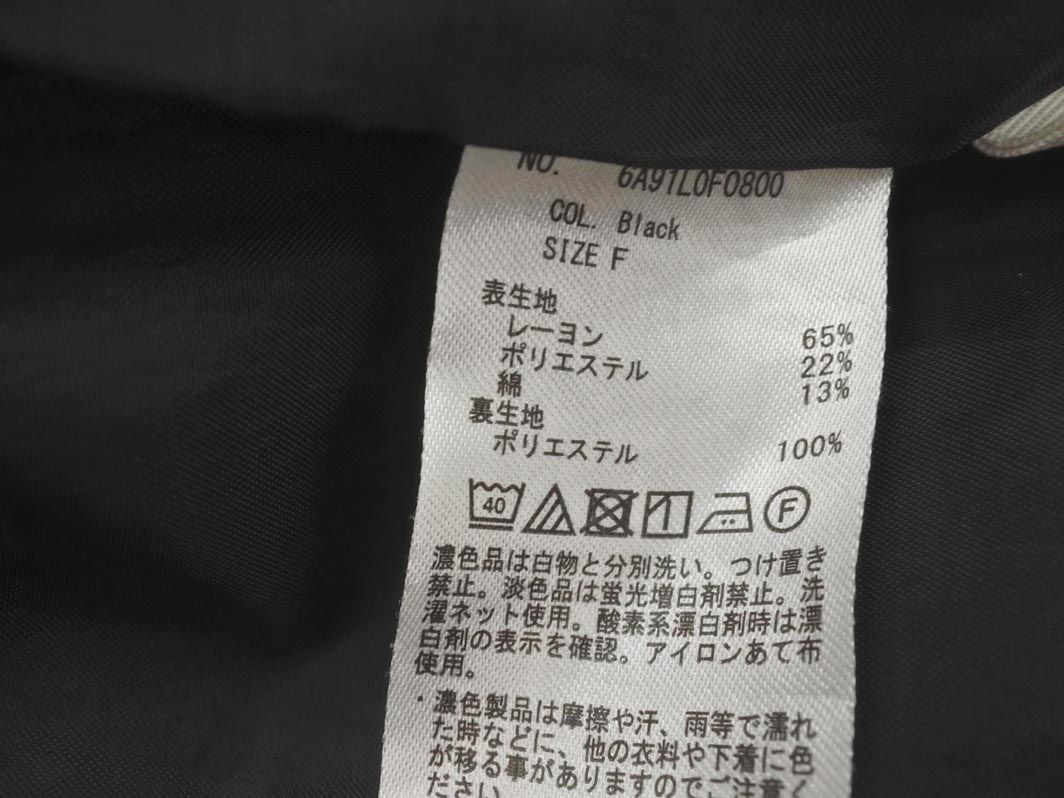 NO. 6A91L0F0800
COL. Black
SIZE F
表生地
レーヨン 65%
ポリエステル 22%
綿 13%
裏生地
ポリエステル 100%
40 F
濃色品は白物と分別洗い。つけ置き
禁止。淡色品は蛍光増白剤禁止。洗
濯ネット使用。酸素系漂白剤時は漂
白剤の表示を確認。アイロンあて布
使用。
・濃色製品は摩擦や汗、雨等で濡れ
た時などに、他の衣料や下着に色
が移る事がありますのでご注意く
ださい